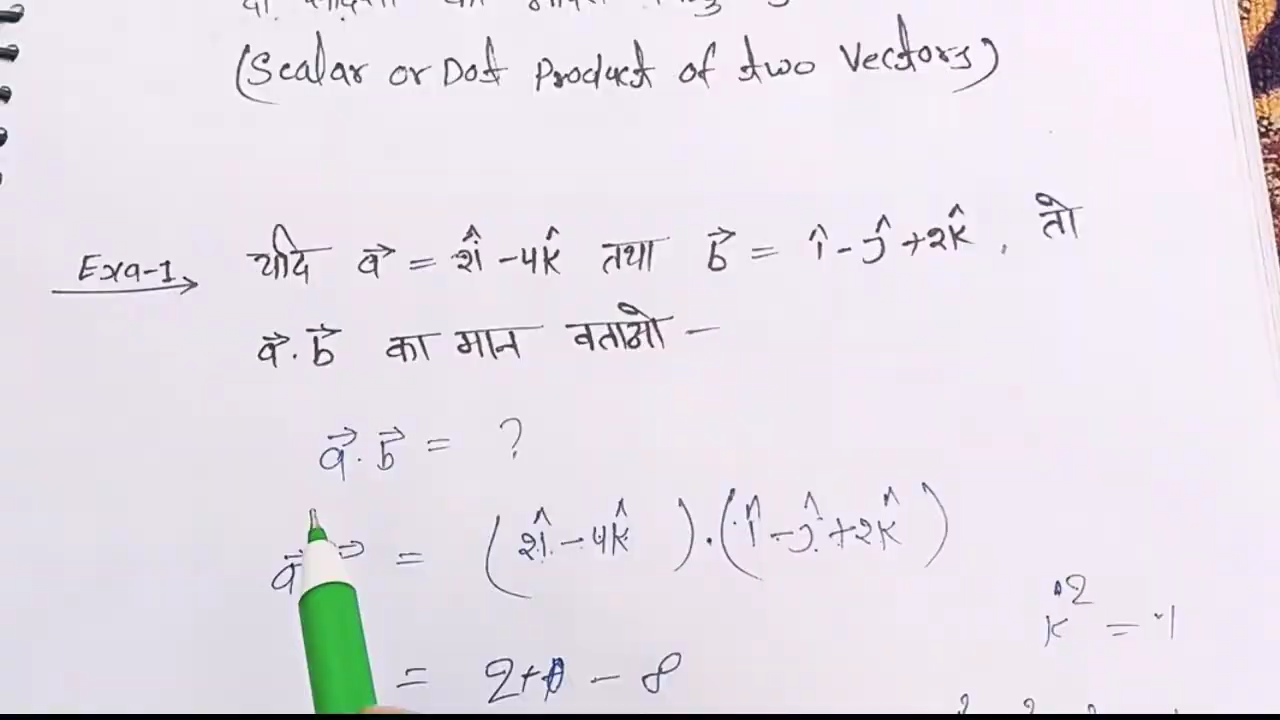 (Scalar or Dot Product of two Vectors)
Exa-1 यदि a⃗ = 2î - 4k̂ तथा b⃗ = î - ĵ + 2k̂ , तो
a⃗ . b⃗ का मान बताओ -
a⃗ . b⃗ = ?
a⃗ = (2î - 4k̂ ) . (î - ĵ + 2k̂)
k̂² = 1
= 2+0 - 8